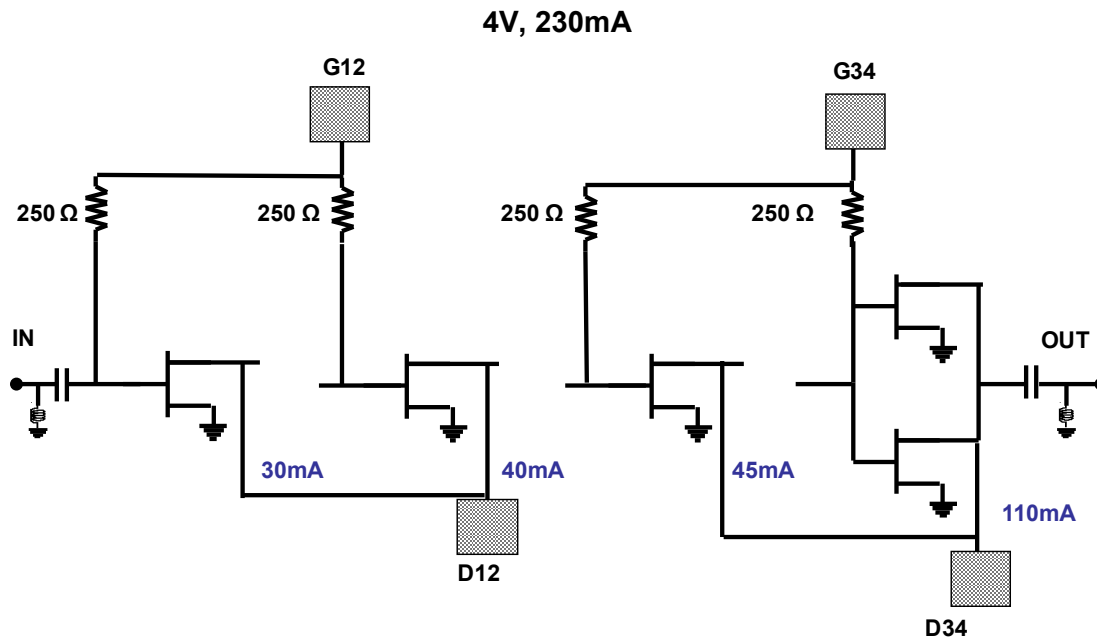 4V, 230mA
G12
G34
250 Ω
250 Ω
250 Ω
250 Ω
IN
OUT
30mA
40mA
45mA
110mA
D12
D34